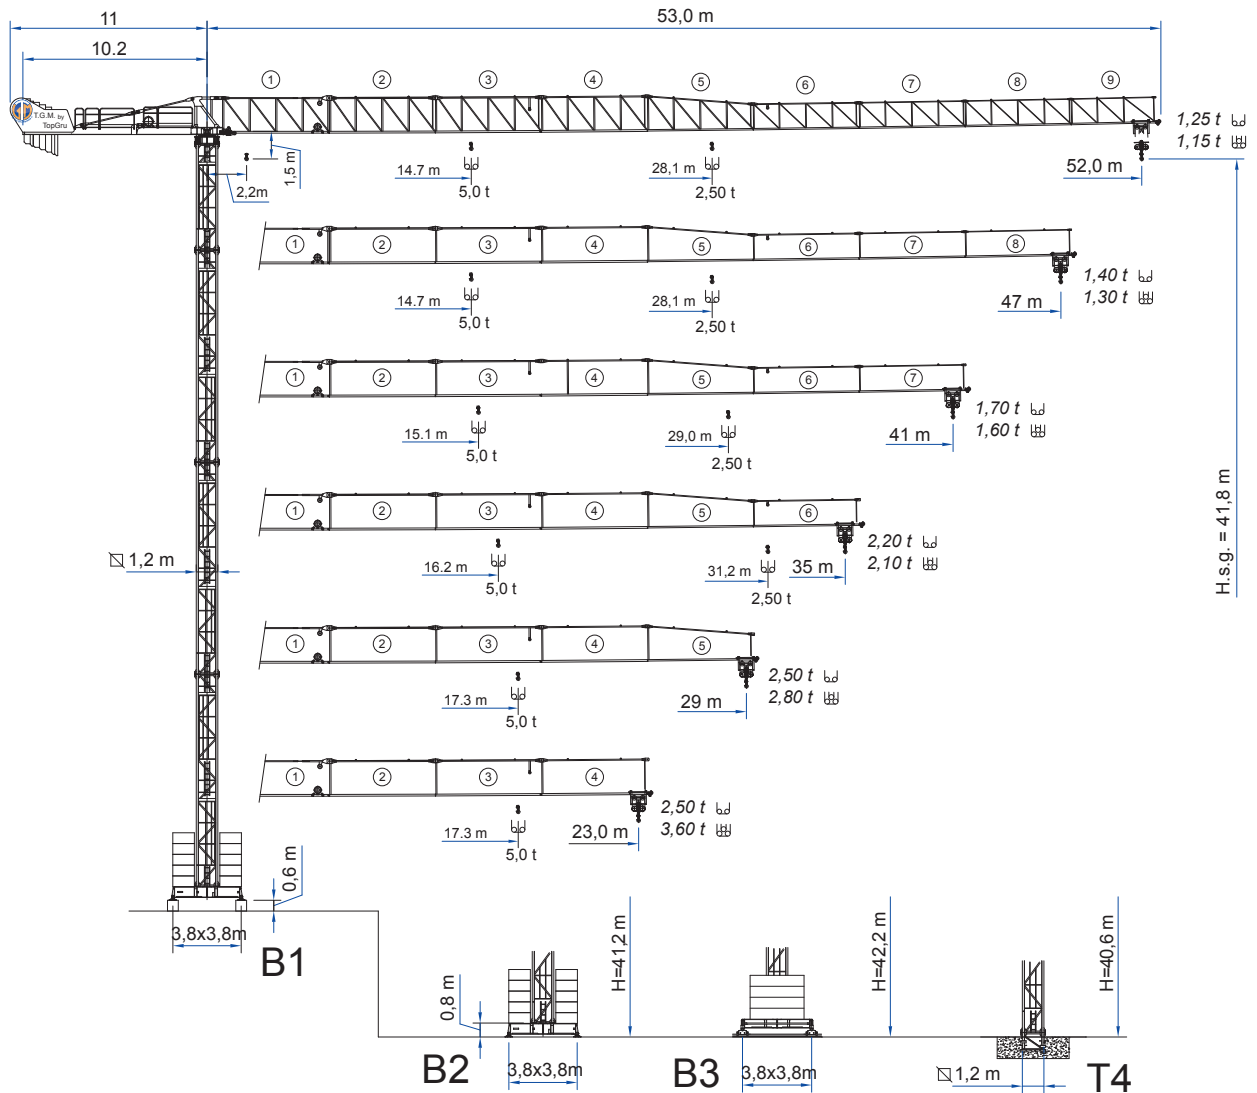 11
53,0 m
10.2
1
2
3
4
5
6
7
8
9
T.G.M. by
TopGru
1,25 t
1,15 t
1,5 m
2,2m
14.7 m
5,0 t
28,1 m
2,50 t
52,0 m
1
2
3
4
5
6
7
8
14.7 m
5,0 t
28,1 m
2,50 t
47 m
1,40 t
1,30 t
1
2
3
4
5
6
7
15.1 m
5,0 t
29,0 m
2,50 t
41 m
1,70 t
1,60 t
H.s.g. = 41,8 m
1
2
3
4
5
6
1,2 m
16.2 m
5,0 t
31,2 m
2,50 t
35 m
2,20 t
2,10 t
1
2
3
4
5
17.3 m
5,0 t
29 m
2,50 t
2,80 t
1
2
3
4
17.3 m
5,0 t
23,0 m
2,50 t
3,60 t
0,6 m
3,8x3,8m
B1
0,8 m
H=41,2 m
3,8x3,8m
B2
H=42,2 m
3,8x3,8m
B3
H=40,6 m
1,2 m
T4